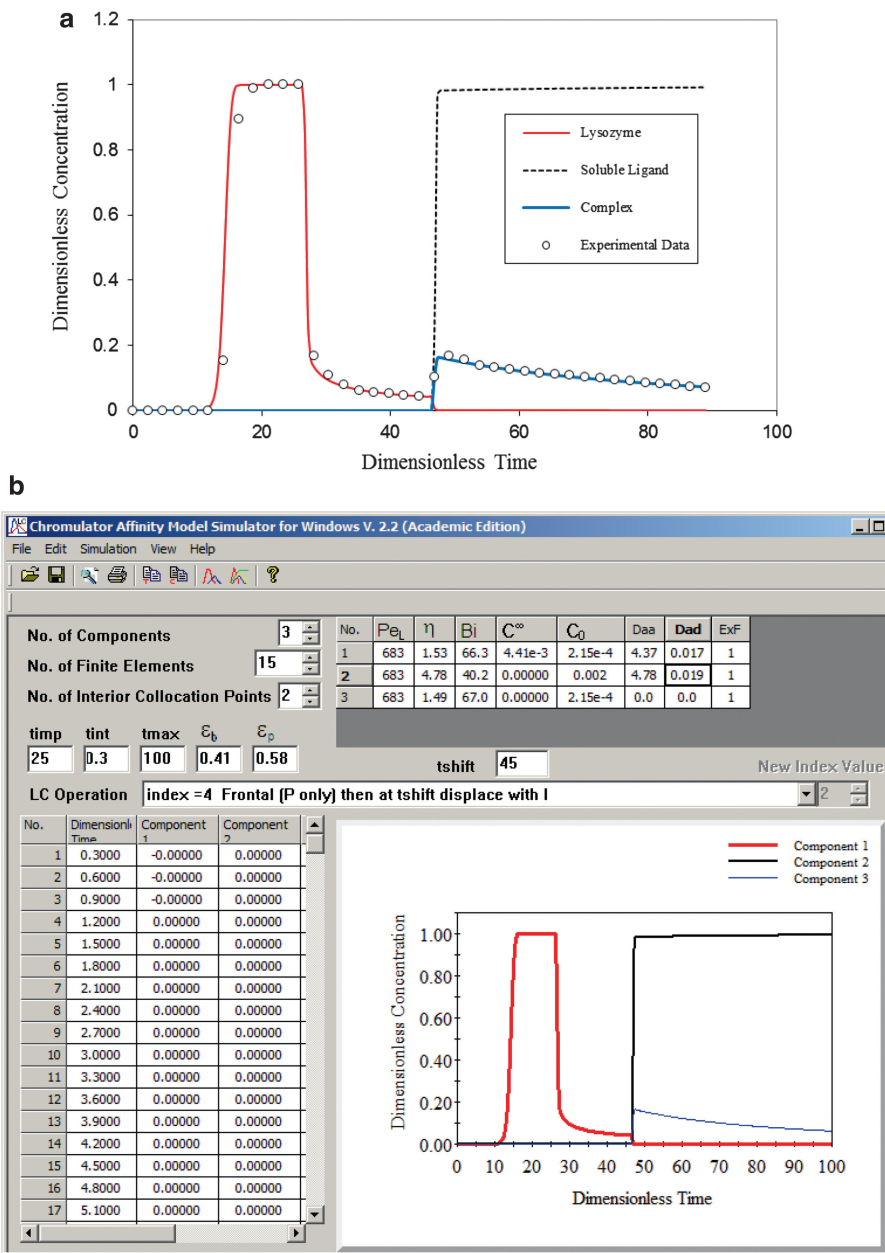 a
1.2
1
0.8
0.6
0.4
0.2
0
0 20 40 60 80 100
Dimensionless Concentration
Dimensionless Time
Lysozyme
Soluble Ligand
Complex
Experimental Data
b
Chromulator Affinity Model Simulator for Windows V. 2.2 (Academic Edition)
File Edit Simulation View Help
No. of Components 3
No. of Finite Elements 15
No. of Interior Collocation Points 2
No. PeL η Bi C∞ C0 Daa Dad ExF
1 683 1.53 66.3 4.41e-3 2.15e-4 4.37 0.017 1
2 683 4.78 40.2 0.00000 0.002 4.78 0.019 1
3 683 1.49 67.0 0.00000 2.15e-4 0.0 0.0 1
timp tint tmax εb εp
25 0.3 100 0.41 0.58
tshift 45
New Index Value
LC Operation index =4 Frontal (P only) then at tshift displace with I 2
No. Dimensionl Time Component 1 Component 2
1 0.3000 -0.00000 0.00000
2 0.6000 -0.00000 0.00000
3 0.9000 -0.00000 0.00000
4 1.2000 0.00000 0.00000
5 1.5000 0.00000 0.00000
6 1.8000 0.00000 0.00000
7 2.1000 0.00000 0.00000
8 2.4000 0.00000 0.00000
9 2.7000 0.00000 0.00000
10 3.0000 0.00000 0.00000
11 3.3000 0.00000 0.00000
12 3.6000 0.00000 0.00000
13 3.9000 0.00000 0.00000
14 4.2000 0.00000 0.00000
15 4.5000 0.00000 0.00000
16 4.8000 0.00000 0.00000
17 5.1000 0.00000 0.00000
Component 1
Component 2
Component 3
1.00
0.80
0.60
0.40
0.20
0.00
0 10 20 30 40 50 60 70 80 90 100
Dimensionless Concentration
Dimensionless Time